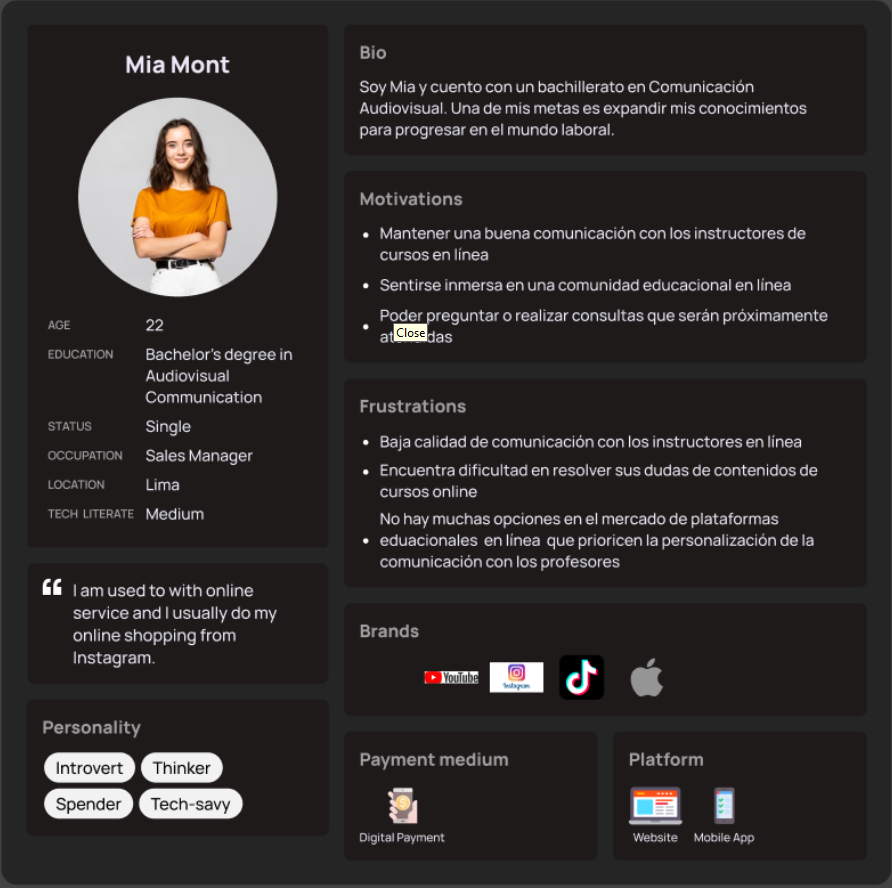 Mia Mont
AGE 22
EDUCATION Bachelor's degree in
Audiovisual
Communication
STATUS Single
OCCUPATION Sales Manager
LOCATION Lima
TECH LITERATE Medium
I am used to with online
service and I usually do my
online shopping from
Instagram.
Personality
Introvert Thinker
Spender Tech-savy
Bio
Soy Mia y cuento con un bachillerato en Comunicación
Audiovisual. Una de mis metas es expandir mis conocimientos
para progresar en el mundo laboral.
Motivations
• Mantener una buena comunicación con los instructores de
cursos en línea
• Sentirse inmersa en una comunidad educacional en línea
• Poder preguntar o realizar consultas que serán próximamente
Close
Frustrations
• Baja calidad de comunicación con los instructores en línea
• Encuentra dificultad en resolver sus dudas de contenidos de
cursos online
No hay muchas opciones en el mercado de plataformas
• eduacionales en línea que prioricen la personalización de la
comunicación con los profesores
Brands
YouTube Instagram
Payment medium
Digital Payment
Platform
Website Mobile App